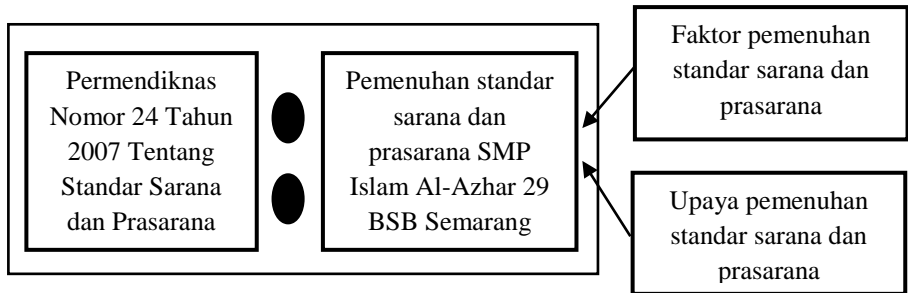 Permendiknas
Nomor 24 Tahun
2007 Tentang
Standar Sarana
dan Prasarana
Pemenuhan standar
sarana dan
prasarana SMP
Islam Al-Azhar 29
BSB Semarang
Faktor pemenuhan
standar sarana dan
prasarana
Upaya pemenuhan
standar sarana dan
prasarana